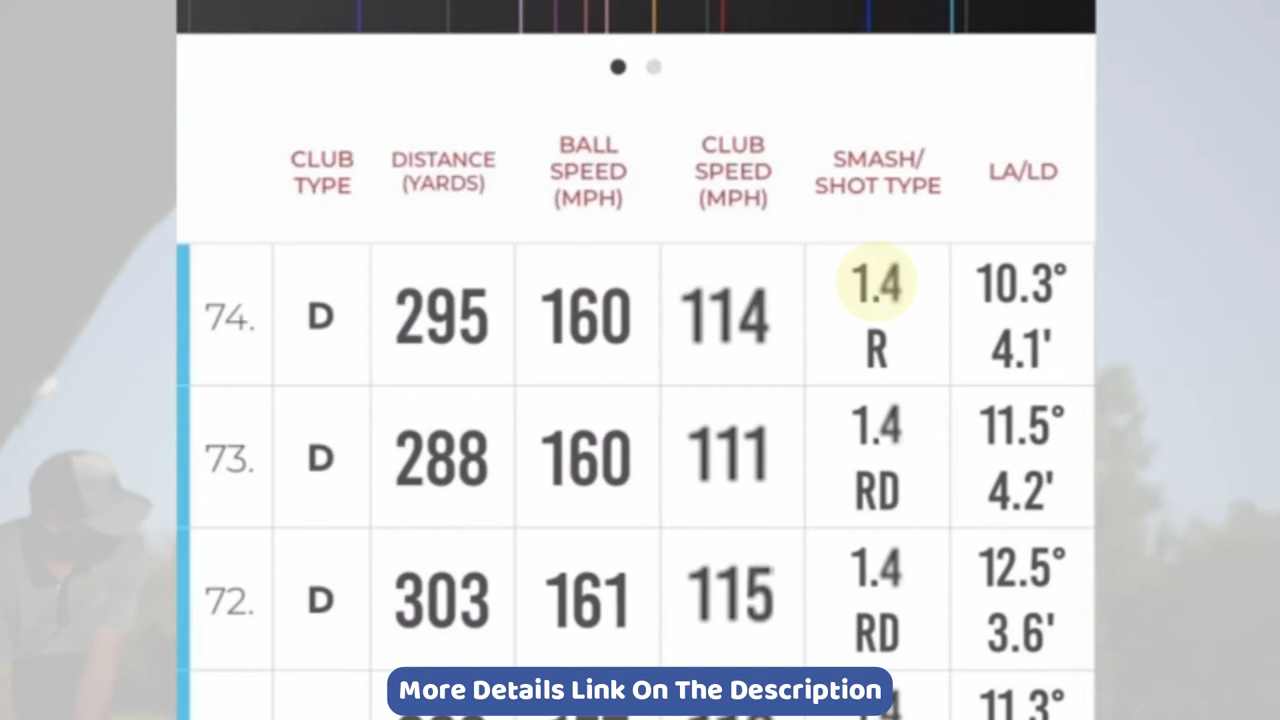 CLUB TYPE
DISTANCE (YARDS)
BALL SPEED (MPH)
CLUB SPEED (MPH)
SMASH/ SHOT TYPE
LA/LD
74. D 295 160 114 1.4 R 10.3° 4.1'
73. D 288 160 111 1.4 RD 11.5° 4.2'
72. D 303 161 115 1.4 RD 12.5° 3.6'
11.3°
More Details Link On The Description